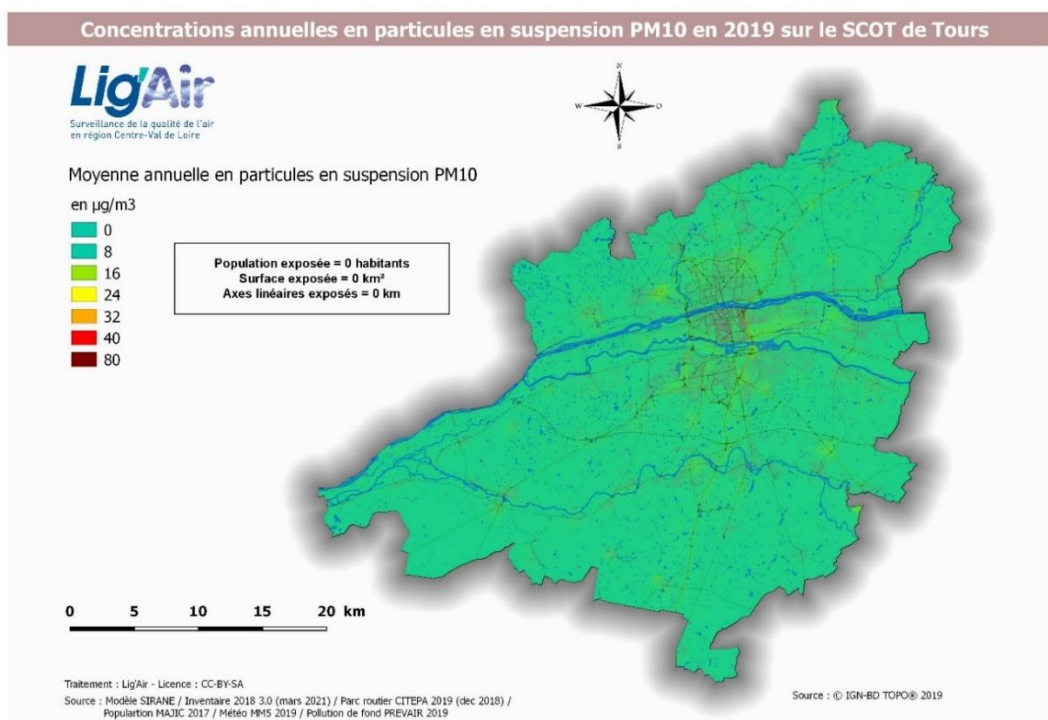 Concentrations annuelles en particules en suspension PM10 en 2019 sur le SCOT de Tours
Lig'Air
Surveillance de la qualité de l'air
en région Centre-Val de Loire
N
W O
S
Moyenne annuelle en particules en suspension PM10
en µg/m3
0
8
16
24
32
40
80
Population exposée = 0 habitants
Surface exposée = 0 km²
Axes linéaires exposés = 0 km
0 5 10 15 20 km
Traitement : Lig'Air - Licence : CC-BY-SA
Source : Modèle SIRANE / Inventaire 2018 3.0 (mars 2021) / Parc routier CITEPA 2019 (dec 2018) /
Populartion MAJIC 2017 / Météo MM5 2019 / Pollution de fond PREVAIR 2019
Source : © IGN-BD TOPO® 2019